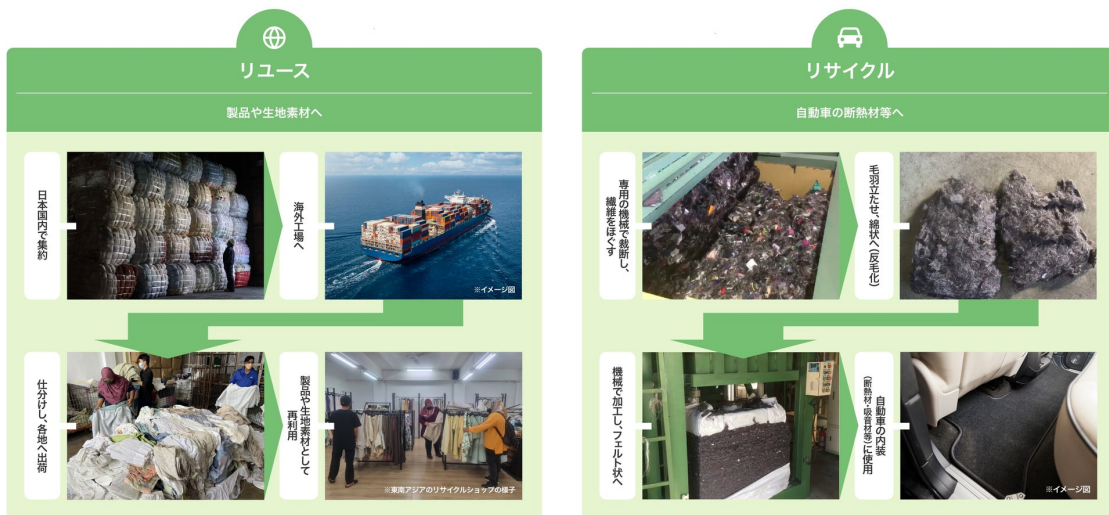 リユース
製品や生地素材へ
日本国内で集約
海外工場へ
※イメージ図
仕分けし、各地へ出荷
製品や生地素材として
再利用
※東南アジアのリサイクルショップの様子
リサイクル
自動車の断熱材等へ
専用の機械で裁断し、
繊維をほぐす
毛羽立たせ、綿状へ(反毛化)
機械で加工し、フェルト状へ
自動車の内装
(断熱材・吸音材等)に使用
※イメージ図